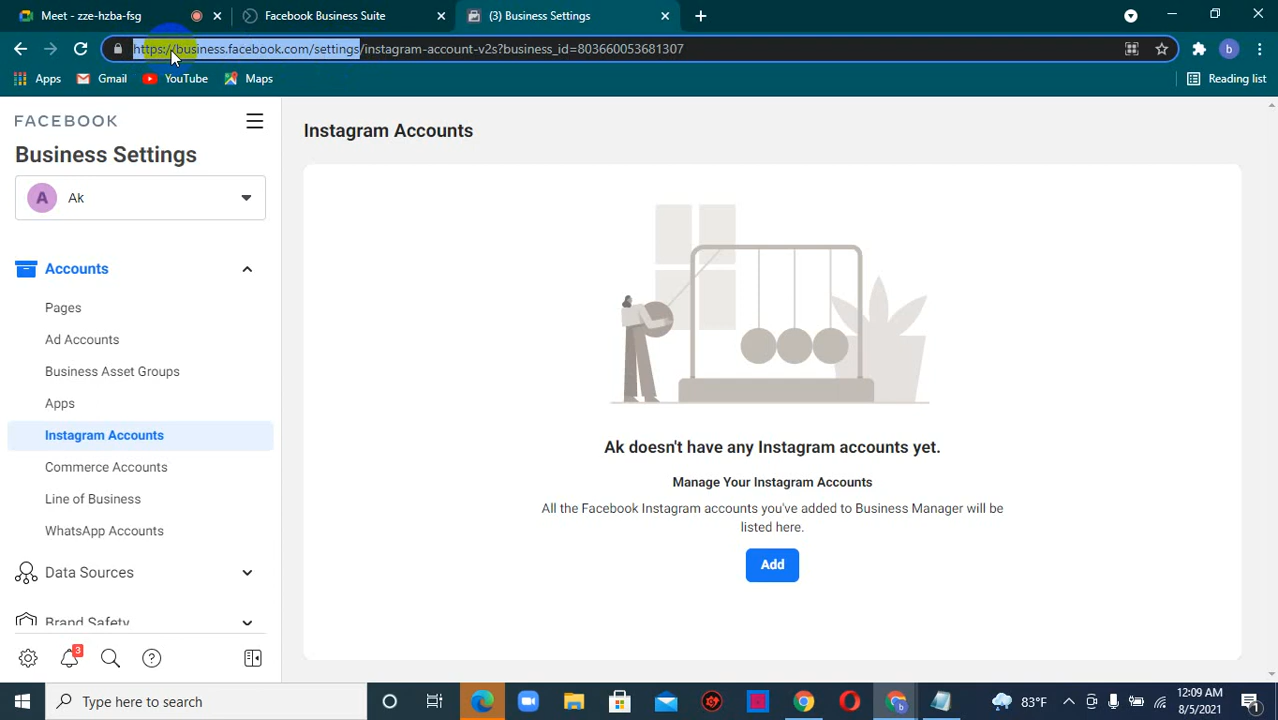 Meet - zze-hzba-fsg
Facebook Business Suite
(3) Business Settings
https://business.facebook.com/settings/instagram-account-v2s?business_id=803660053681307
b
Apps
Gmail
YouTube
Maps
Reading list
FACEBOOK
Business Settings
A
Ak
Accounts
Pages
Ad Accounts
Business Asset Groups
Apps
Instagram Accounts
Commerce Accounts
Line of Business
WhatsApp Accounts
Data Sources
Brand Safety
3
Instagram Accounts
Ak doesn't have any Instagram accounts yet.
Manage Your Instagram Accounts
All the Facebook Instagram accounts you've added to Business Manager will be
listed here.
Add
Type here to search
b
83°F
12:09 AM
8/5/2021
1